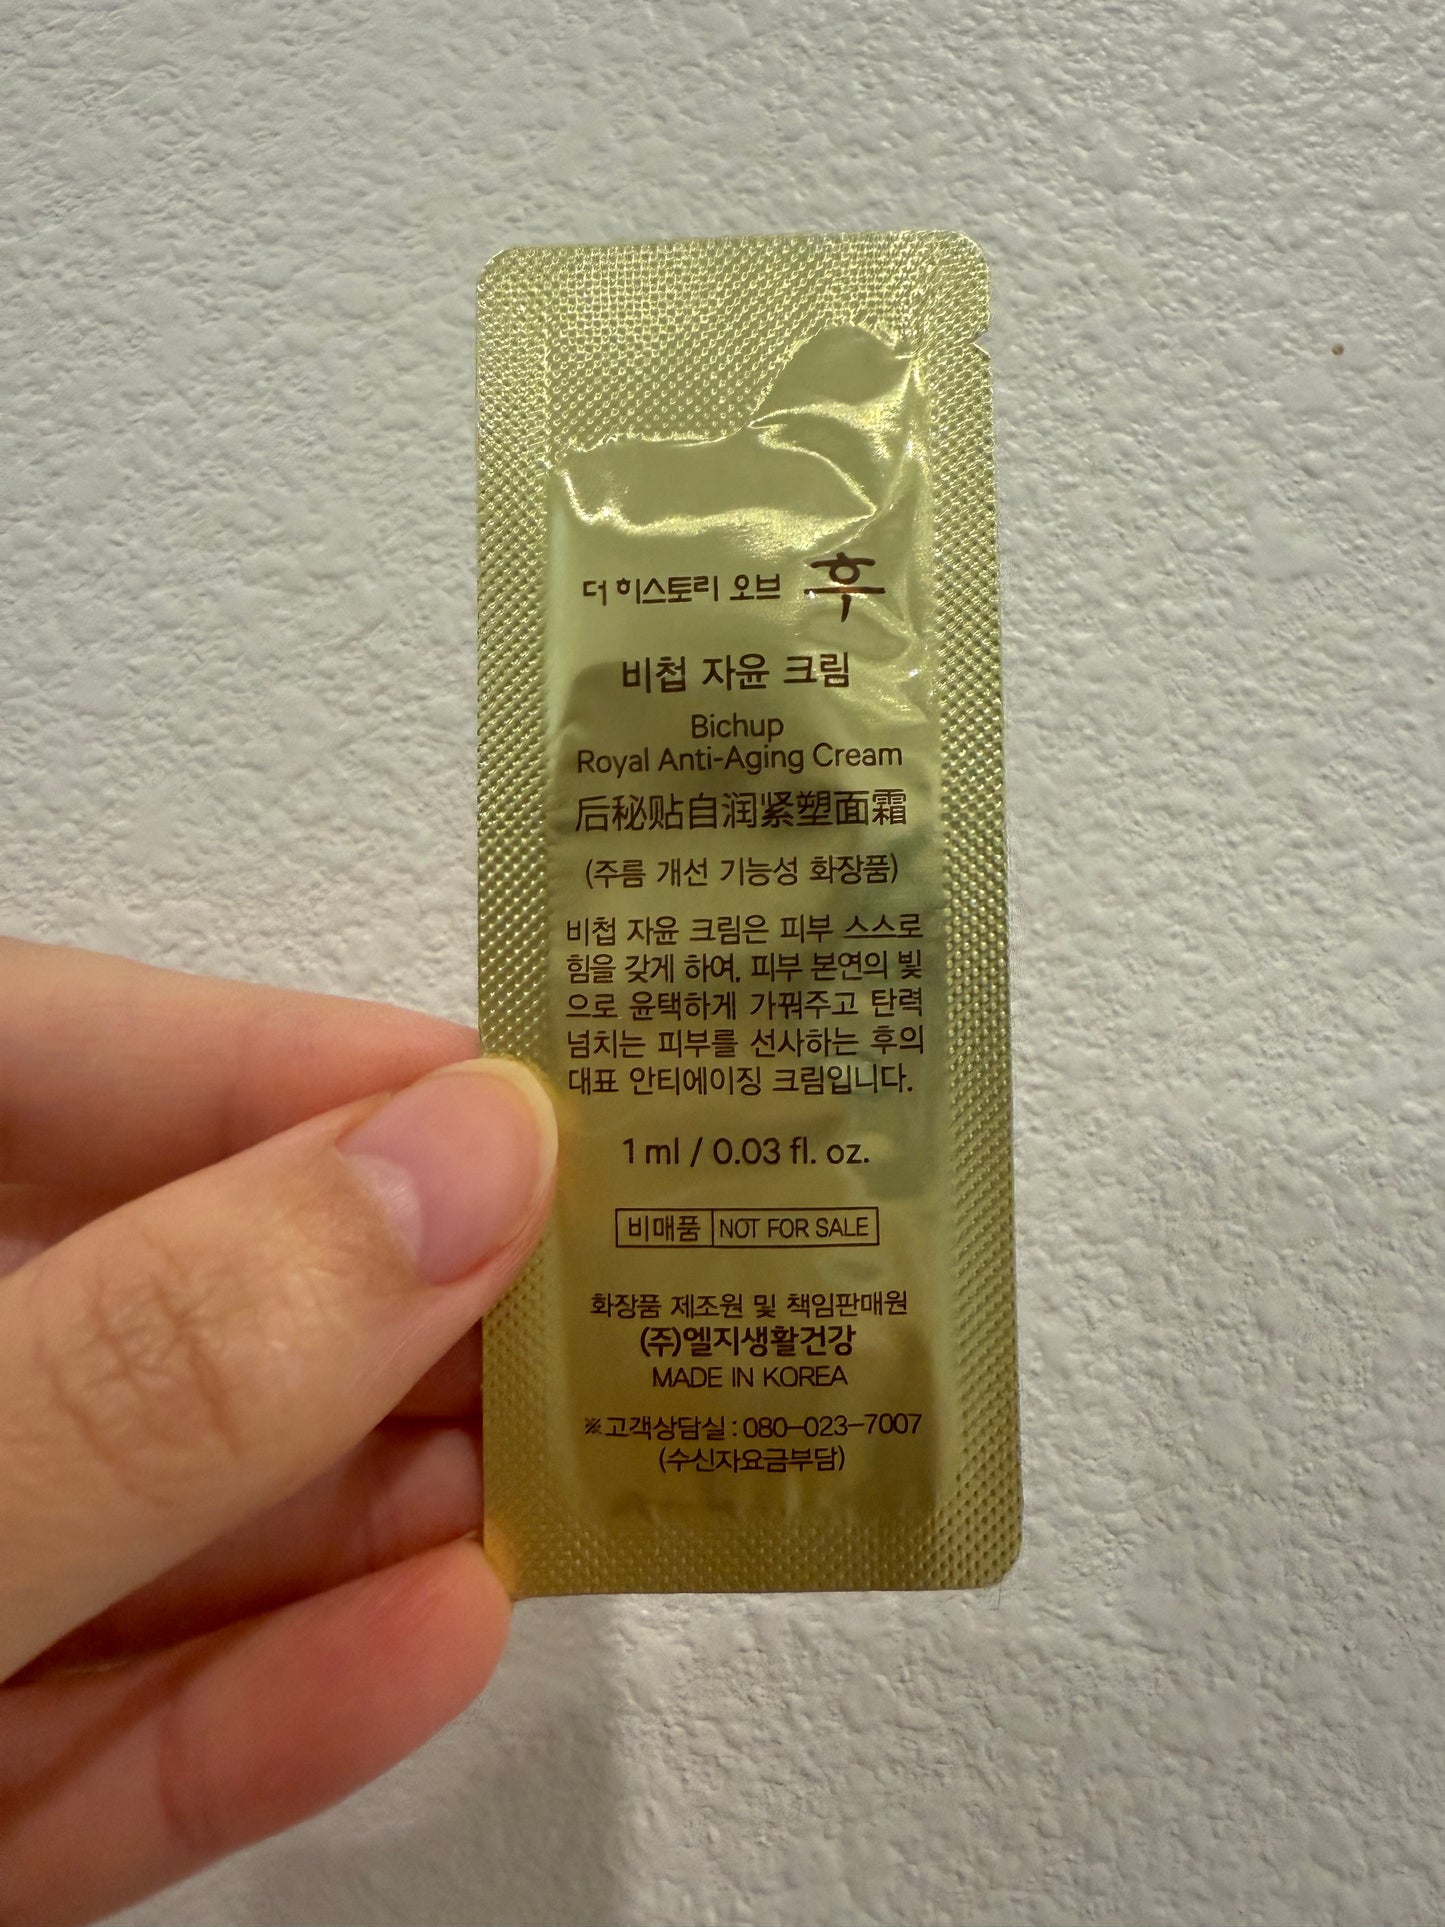 더 히스토리 오브 후
비첩 자윤 크림
Bichup
Royal Anti-Aging Cream
后秘贴自润紧塑面霜
(주름 개선 기능성 화장품)
비첩 자윤 크림은 피부 스스로
힘을 갖게 하여, 피부 본연의 빛
으로 윤택하게 가꿔주고 탄력
넘치는 피부를 선사하는 후의
대표 안티에이징 크림입니다.
1 ml / 0.03 fl. oz.
비매품 NOT FOR SALE
화장품 제조원 및 책임판매원
(주)엘지생활건강
MADE IN KOREA
※고객상담실 : 080-023-7007
(수신자요금부담)